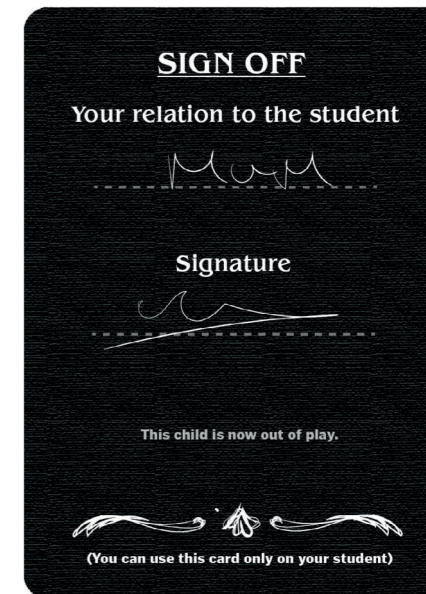 SIGN OFF
Your relation to the student
MuM
Signature
This child is now out of play.
(You can use this card only on your student)